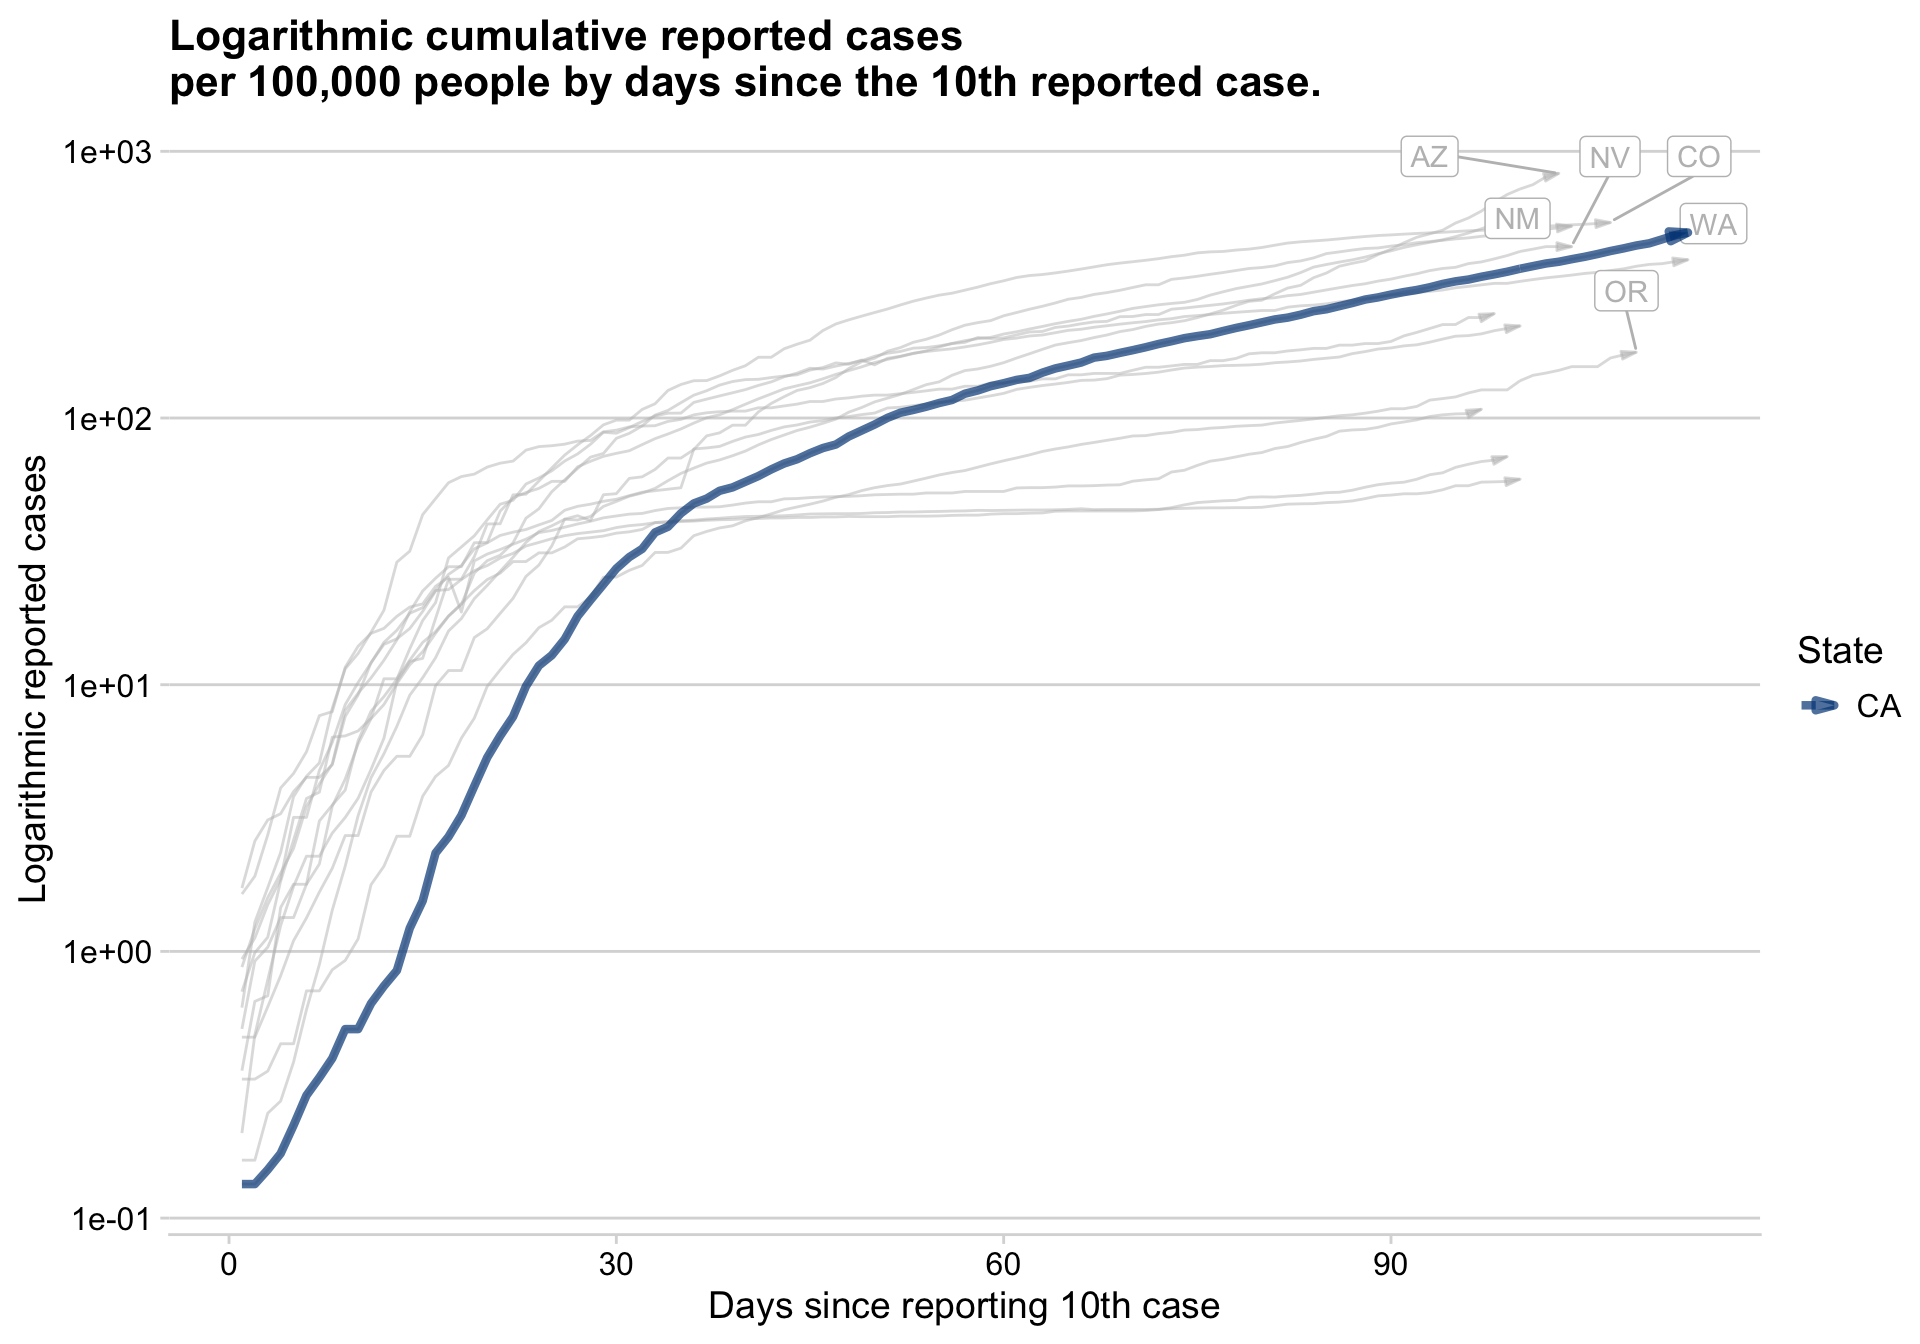 Logarithmic cumulative reported cases
per 100,000 people by days since the 10th reported case.
1e+03
1e+02
1e+01
1e+00
1e-01
Logarithmic reported cases
AZ
NV
CO
NM
WA
OR
State
CA
0
30
60
90
Days since reporting 10th case